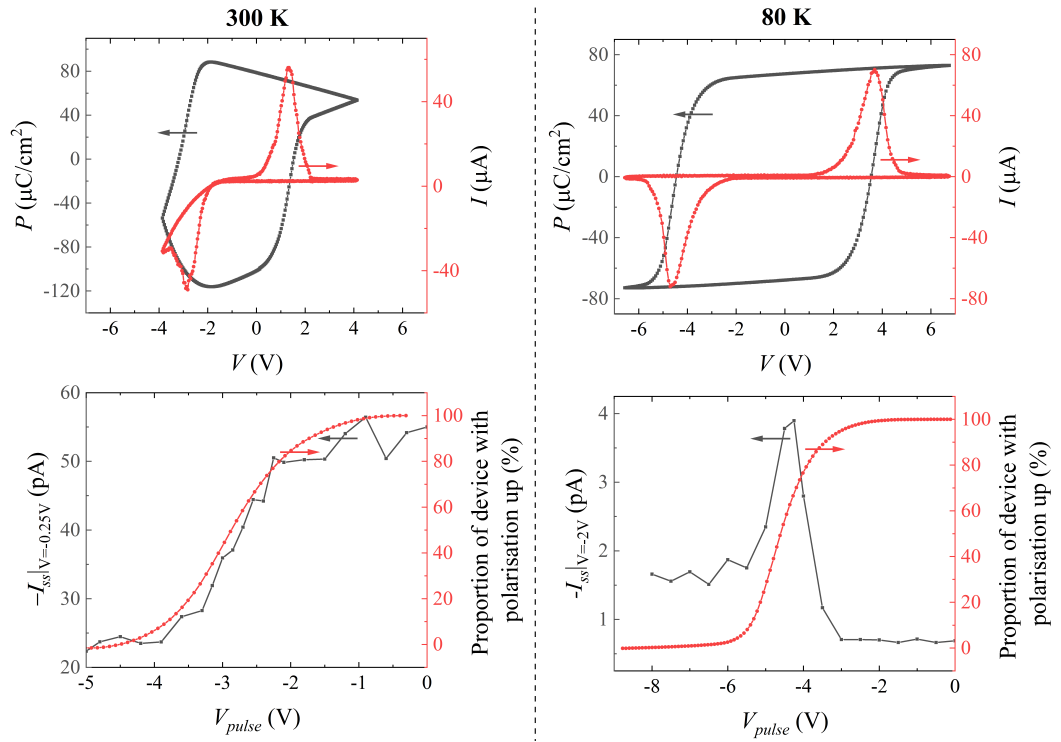 300 K
80 K
80
40
0
-40
-80
-120
P (μC/cm²)
40
0
-40
I (μA)
-6 -4 -2 0 2 4 6
V (V)
80
40
0
-40
-80
P (μC/cm²)
80
40
0
-40
-80
I (μA)
-6 -4 -2 0 2 4 6
V (V)
60
50
40
30
20
–Iss|V=-0.25V (pA)
100
80
60
40
20
0
Proportion of device with
polarisation up (%)
-5 -4 -3 -2 -1 0
Vpulse (V)
4
3
2
1
-Iss|V=-2V (pA)
100
80
60
40
20
0
Proportion of device with
polarisation up (%)
-8 -6 -4 -2 0
Vpulse (V)